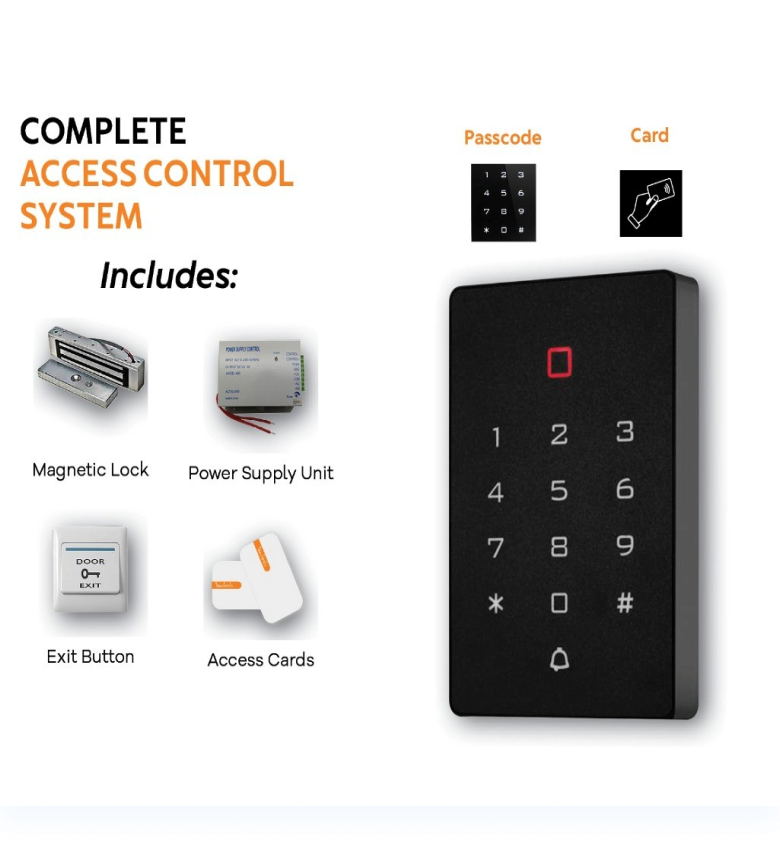 COMPLETE
ACCESS CONTROL
SYSTEM
Includes:
Magnetic Lock
POWER SUPPLY CONTROL
Power Supply Unit
DOOR
EXIT
Exit Button
Access Cards
Passcode
1 2 3
4 5 6
7 8 9
* 0 #
Card
1 2 3
4 5 6
7 8 9
* 0 #